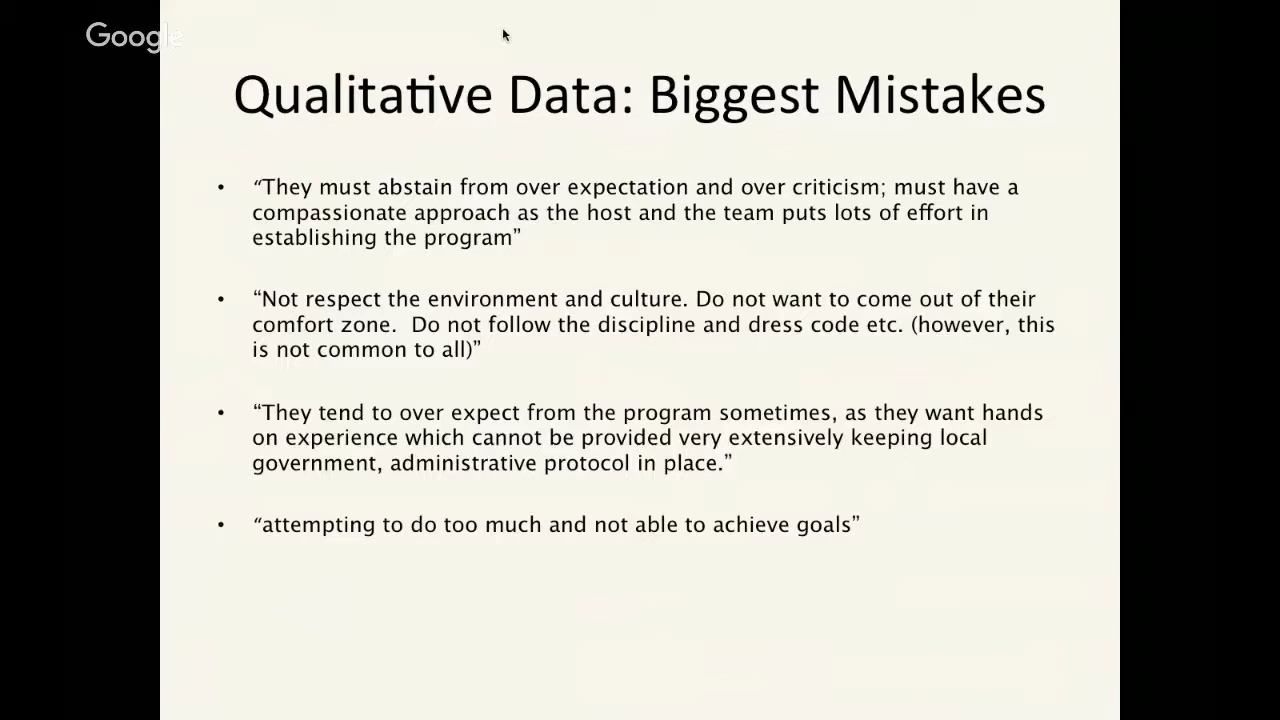 Google
Qualitative Data: Biggest Mistakes
• “They must abstain from over expectation and over criticism; must have a
compassionate approach as the host and the team puts lots of effort in
establishing the program”
• “Not respect the environment and culture. Do not want to come out of their
comfort zone.  Do not follow the discipline and dress code etc. (however, this
is not common to all)”
• “They tend to over expect from the program sometimes, as they want hands
on experience which cannot be provided very extensively keeping local
government, administrative protocol in place.”
• “attempting to do too much and not able to achieve goals”